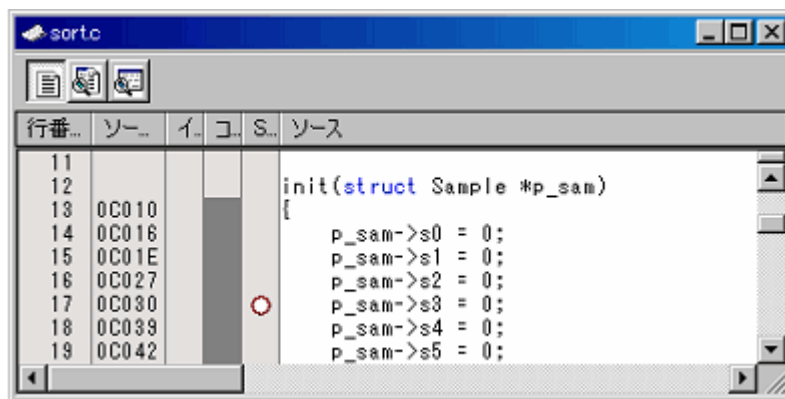 sort.c
行番... ソー... イ.. コ.. S.. ソース
11
12 init(struct Sample *p_sam)
13 0C010 {
14 0C016 p_sam->s0 = 0;
15 0C01E p_sam->s1 = 0;
16 0C027 p_sam->s2 = 0;
17 0C030 p_sam->s3 = 0;
18 0C039 p_sam->s4 = 0;
19 0C042 p_sam->s5 = 0;